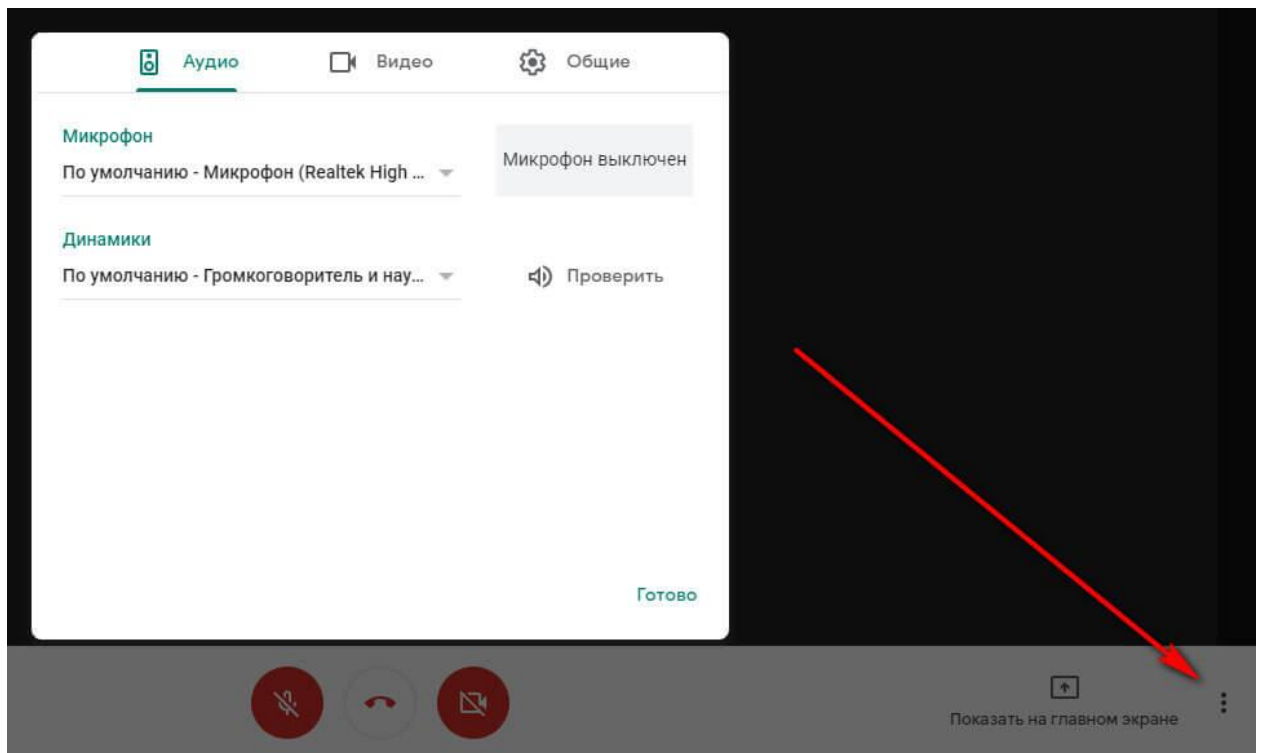 Аудио
Видео
Общие
Микрофон
По умолчанию - Микрофон (Realtek High ...
Микрофон выключен
Динамики
По умолчанию - Громкоговоритель и нау...
Проверить
Готово
Показать на главном экране